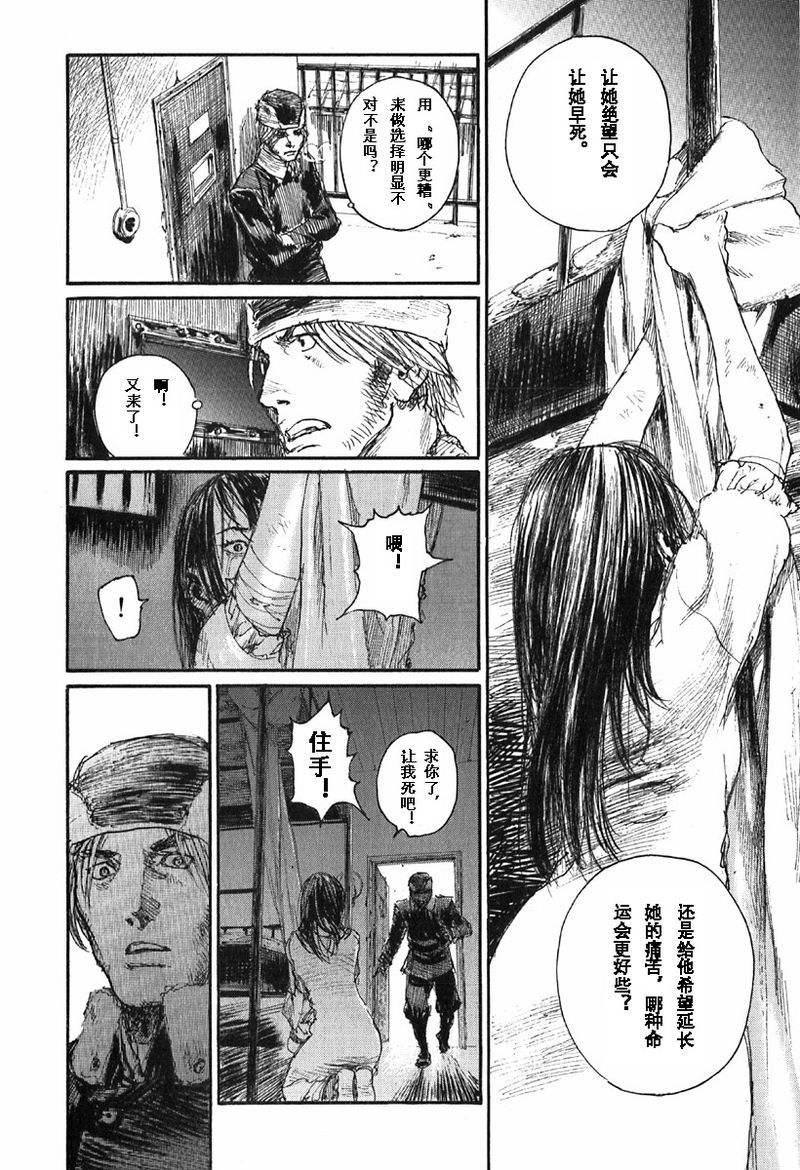 让她绝望只会
让她早死。
还是给他希望延长
她的痛苦，哪种命
运会更好些？
用“哪个更糟”
来做选择明显不
对不是吗？
啊！
又来了！
喂！
！
求你了，
让我死吧！
住手！